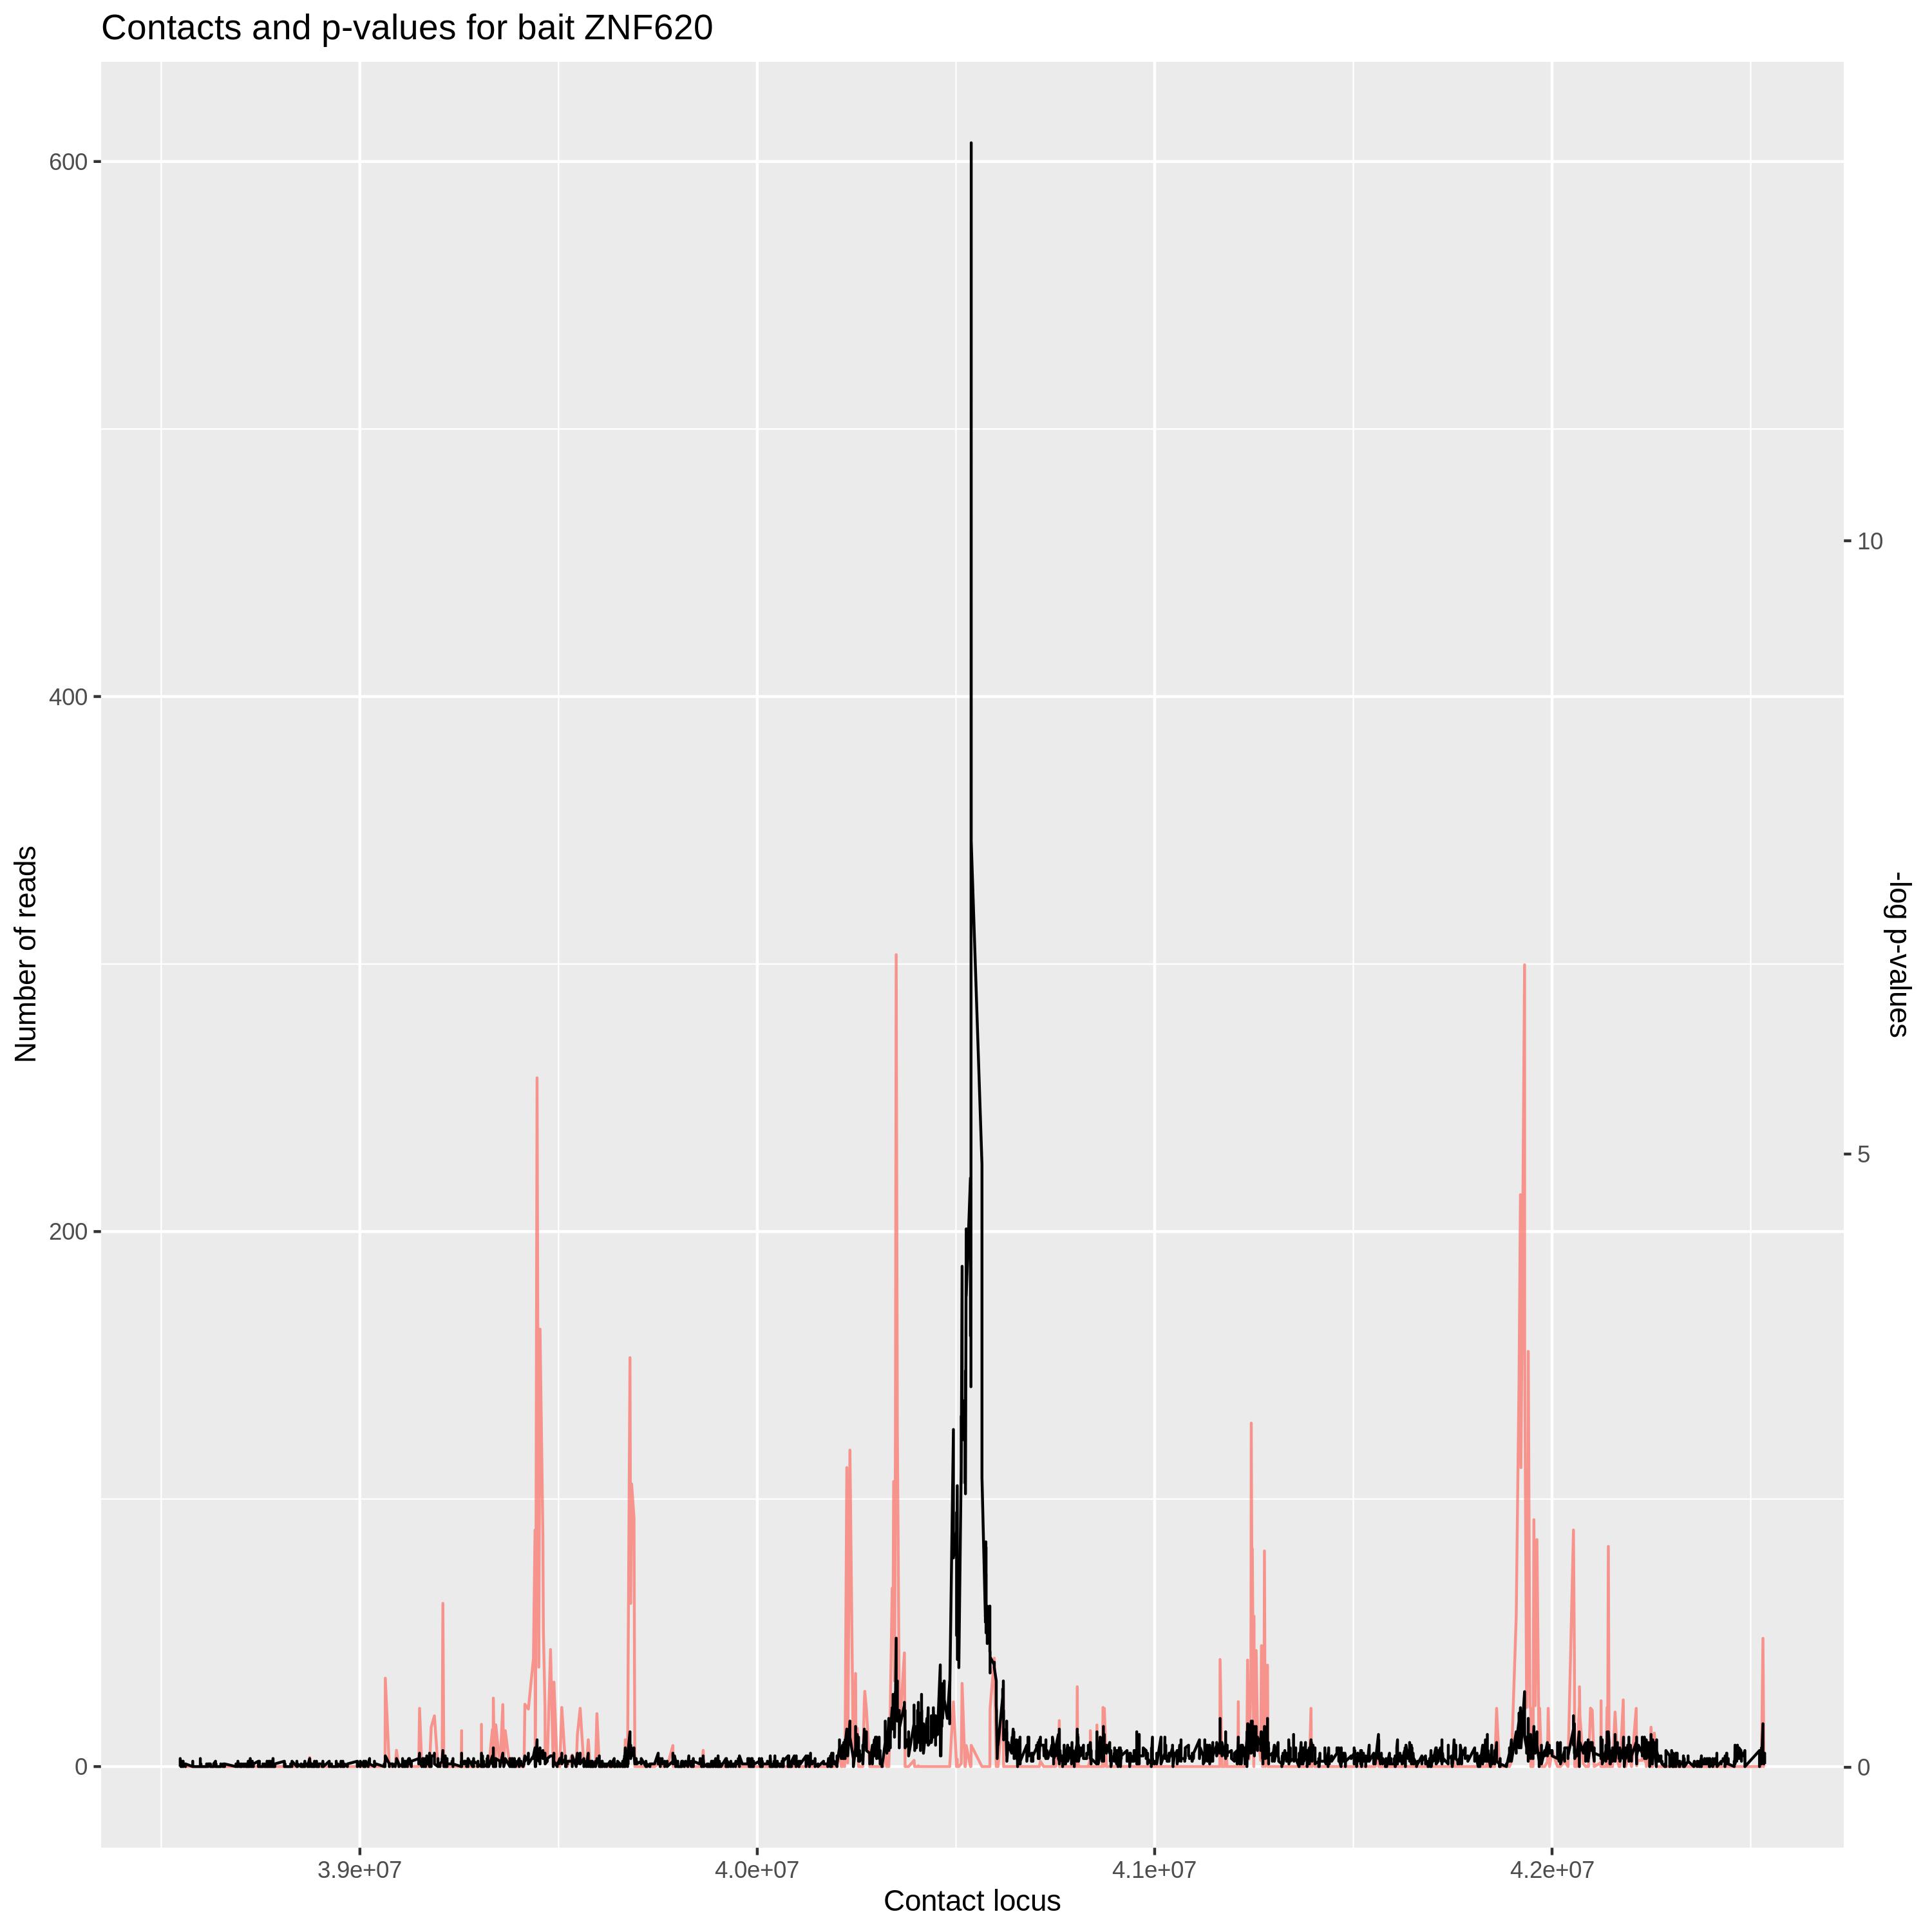 Contacts and p-values for bait ZNF620
600
400
200
0
10
5
0
Number of reads
-log p-values
3.9e+07
4.0e+07
4.1e+07
4.2e+07
Contact locus